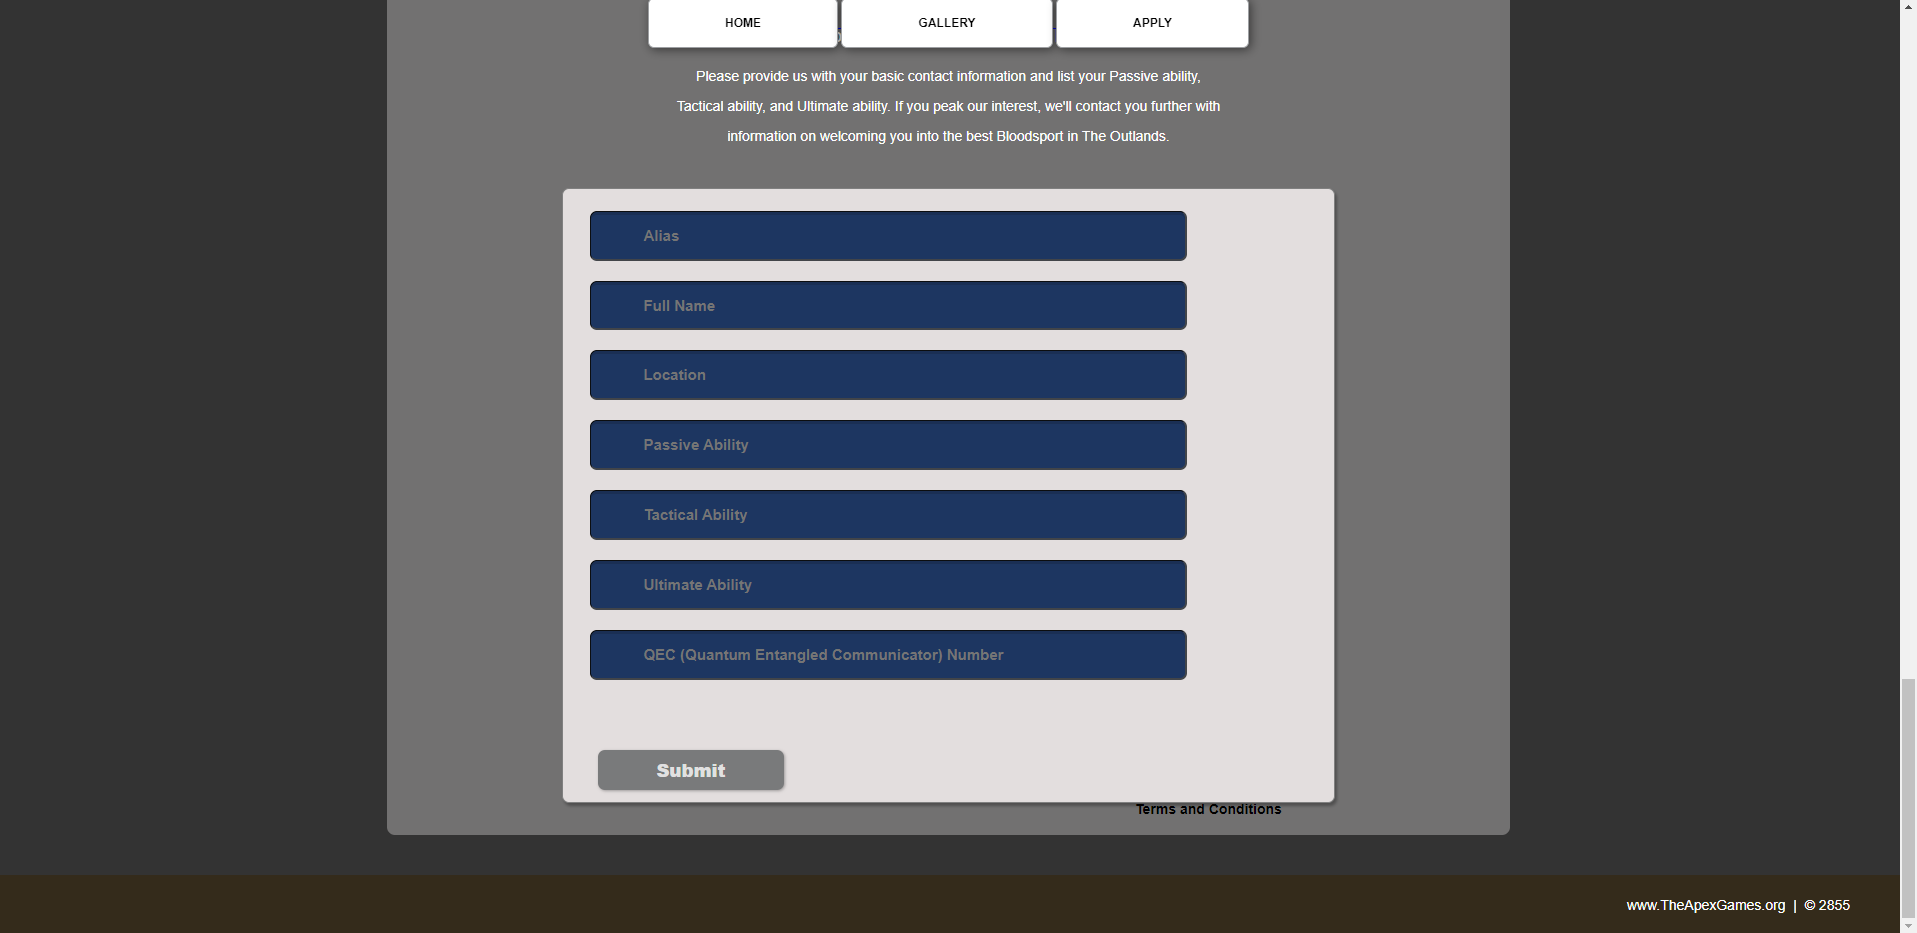 HOME GALLERY APPLY
Please provide us with your basic contact information and list your Passive ability,
Tactical ability, and Ultimate ability. If you peak our interest, we'll contact you further with
information on welcoming you into the best Bloodsport in The Outlands.
Alias
Full Name
Location
Passive Ability
Tactical Ability
Ultimate Ability
QEC (Quantum Entangled Communicator) Number
Submit
Terms and Conditions
www.TheApexGames.org | © 2855